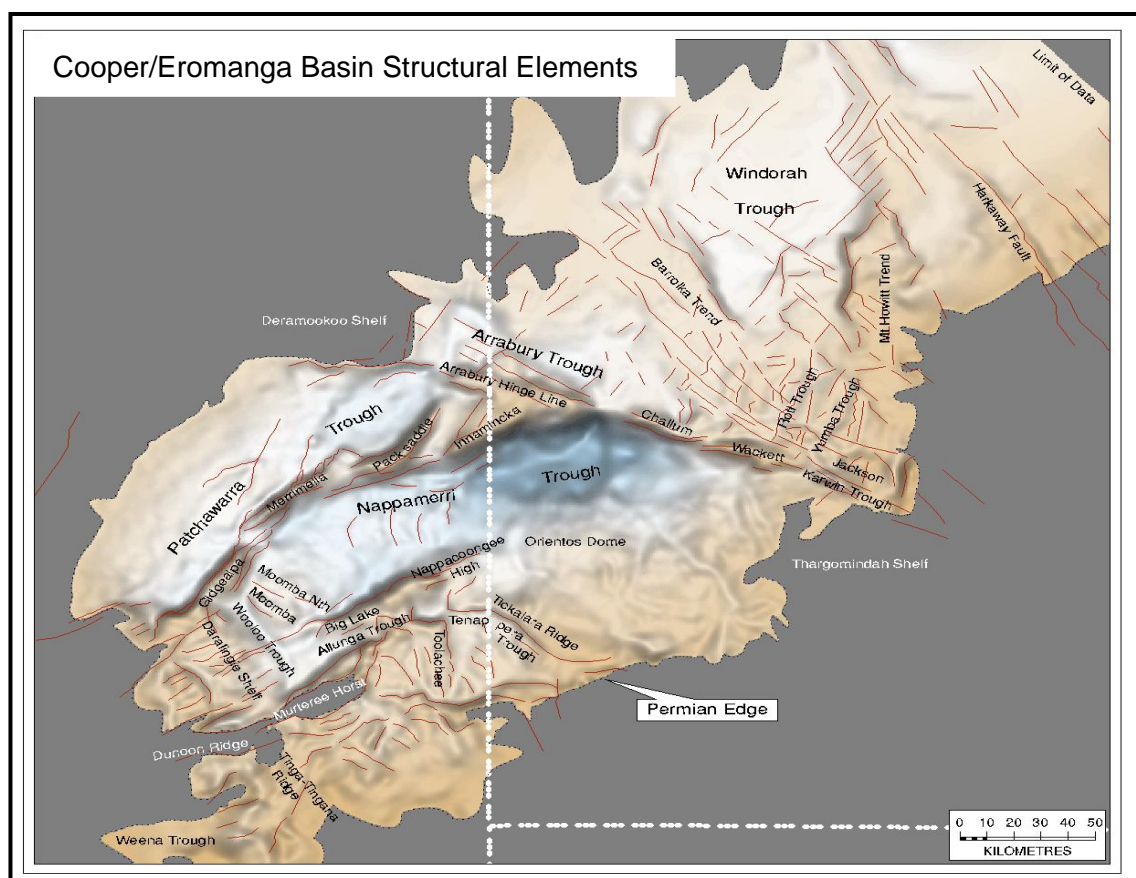 Cooper/Eromanga Basin Structural Elements
Limit of Data
Windorah
Trough
Harkaway Fault
Barrolka Trend
Mt.Howitt Trend
Deramookoo Shelf
Arrabury Trough
Arrabury Hinge Line
Trough
Packsaddle
Innamincka
Challum
Yomba Trough
Wackett
Jackson
Karwin Trough
Trough
Merrimelia
Nappamerri
Patchawarra
Orientos Dome
Nappacoongee
High
Thargomindah Shelf
Gidgealpa
Moomba Nth
Moomba
Big Lake
Wooloo Trough
Allunga Trough
Tenap
pera
Trough
Tickalara Ridge
Toolachee
Daralingie Shelf
Murteree Horst
Permian Edge
Dunoon Ridge
Tinga-Tingana
Ridge
Weena Trough
0 10 20 30 40 50
KILOMETRES